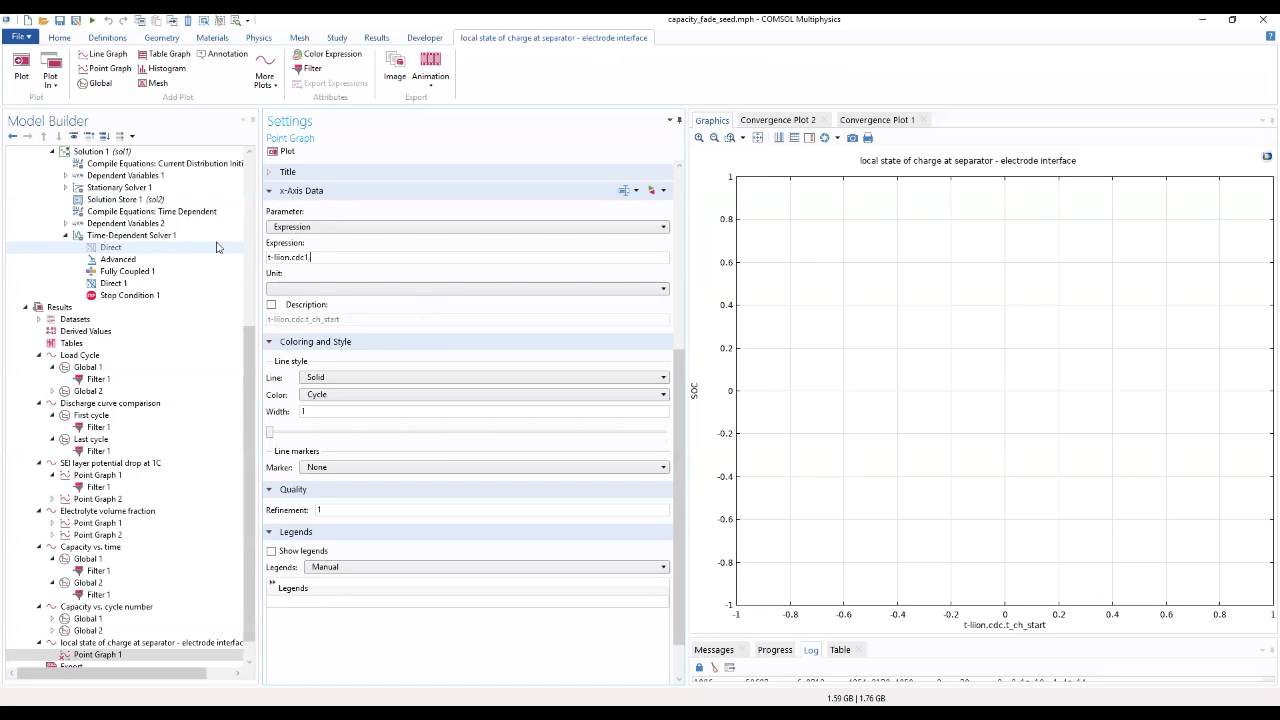 capacity_fade_seed.mph - COMSOL Multiphysics
File Home Definitions Geometry Materials Physics Mesh Study Results Developer local state of charge at separator - electrode interface
Plot
Plot In
Line Graph
Point Graph
Global
Table Graph
Histogram
Mesh
Annotation
More Plots
Color Expression
Filter
Export Expressions
Image
Animation
Plot
Add Plot
Attributes
Export
Model Builder
Solution 1 (sol1)
Compile Equations: Current Distribution Initi
Dependent Variables 1
Stationary Solver 1
Solution Store 1 (sol2)
Compile Equations: Time Dependent
Dependent Variables 2
Time-Dependent Solver 1
Direct
Advanced
Fully Coupled 1
Direct 1
Stop Condition 1
Results
Datasets
Derived Values
Tables
Load Cycle
Global 1
Filter 1
Global 2
Discharge curve comparison
First cycle
Filter 1
Last cycle
Filter 1
SEI layer potential drop at 1C
Point Graph 1
Filter 1
Point Graph 2
Electrolyte volume fraction
Point Graph 1
Point Graph 2
Capacity vs. time
Global 1
Filter 1
Global 2
Filter 1
Capacity vs. cycle number
Global 1
Global 2
local state of charge at separator - electrode interfac
Point Graph 1
Export
Settings
Point Graph
Plot
Title
x-Axis Data
Parameter:
Expression
Expression:
t-liion.cdc1.
Unit:
Description:
t-liion.cdc.t_ch_start
Coloring and Style
Line style
Line: Solid
Color: Cycle
Width: 1
Line markers
Marker: None
Quality
Refinement: 1
Legends
Show legends
Legends: Manual
Legends
Graphics Convergence Plot 2 Convergence Plot 1
local state of charge at separator - electrode interface
1
0.8
0.6
0.4
0.2
0
-0.2
-0.4
-0.6
-0.8
-1
SOC
-1 -0.8 -0.6 -0.4 -0.2 0 0.2 0.4 0.6 0.8 1
t-liion.cdc.t_ch_start
Messages Progress Log Table
1.59 GB | 1.76 GB